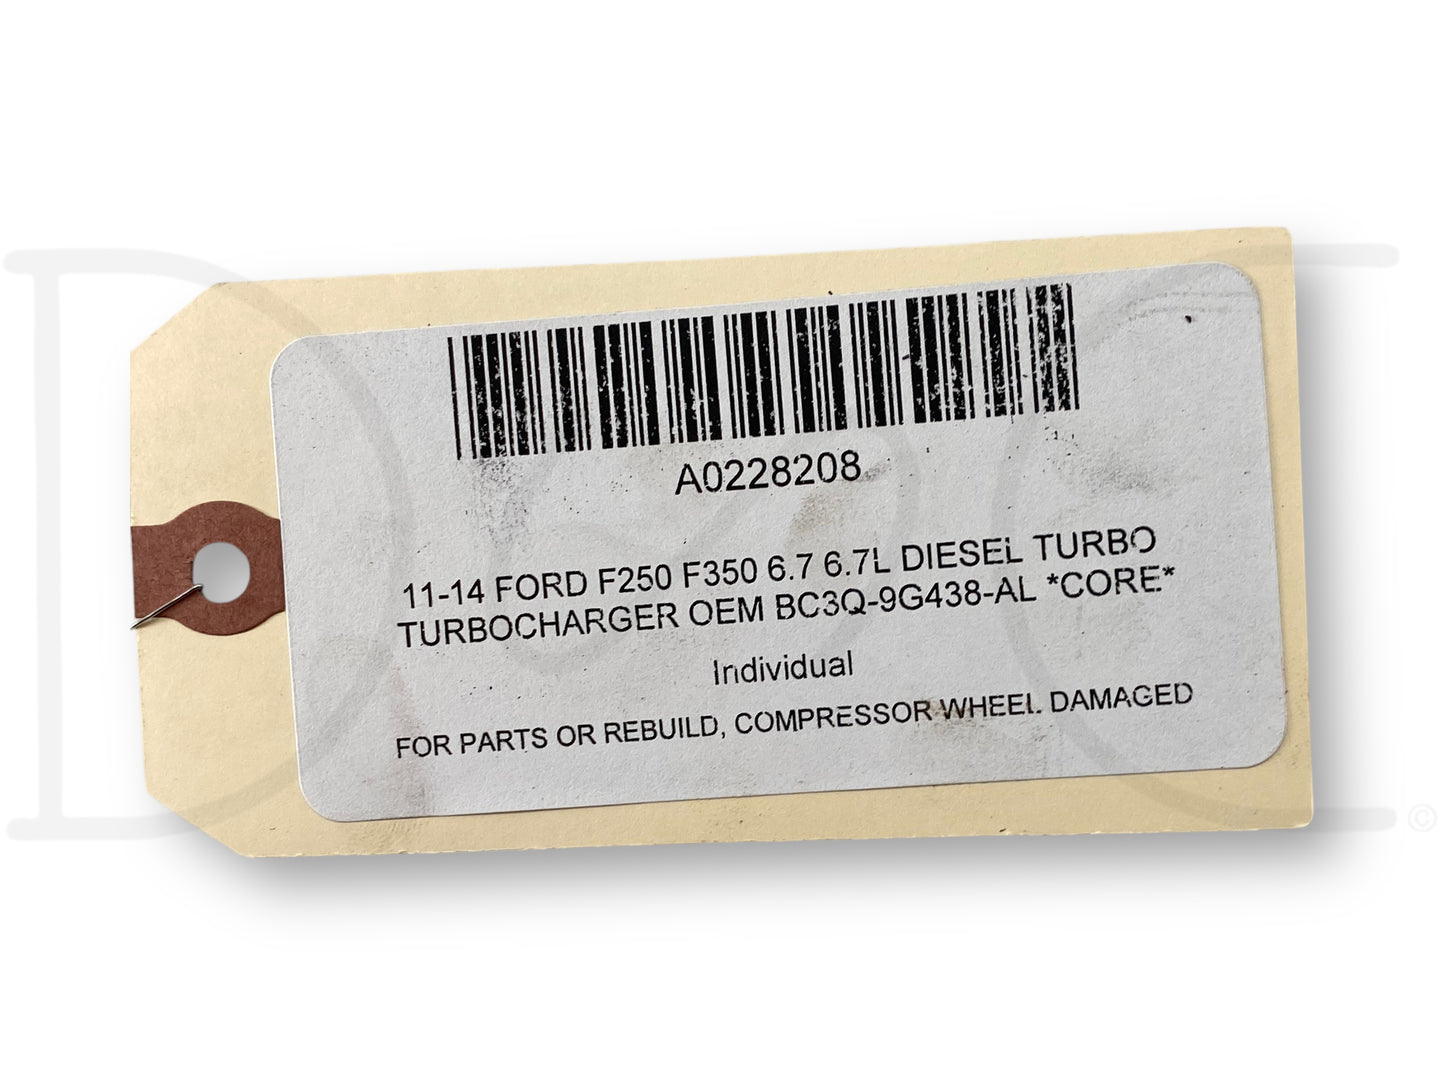 A0228208
11-14 FORD F250 F350 6.7 6.7L DIESEL TURBO
TURBOCHARGER OEM BC3Q-9G438-AL *CORE*
Individual
FOR PARTS OR REBUILD, COMPRESSOR WHEEL DAMAGED
©